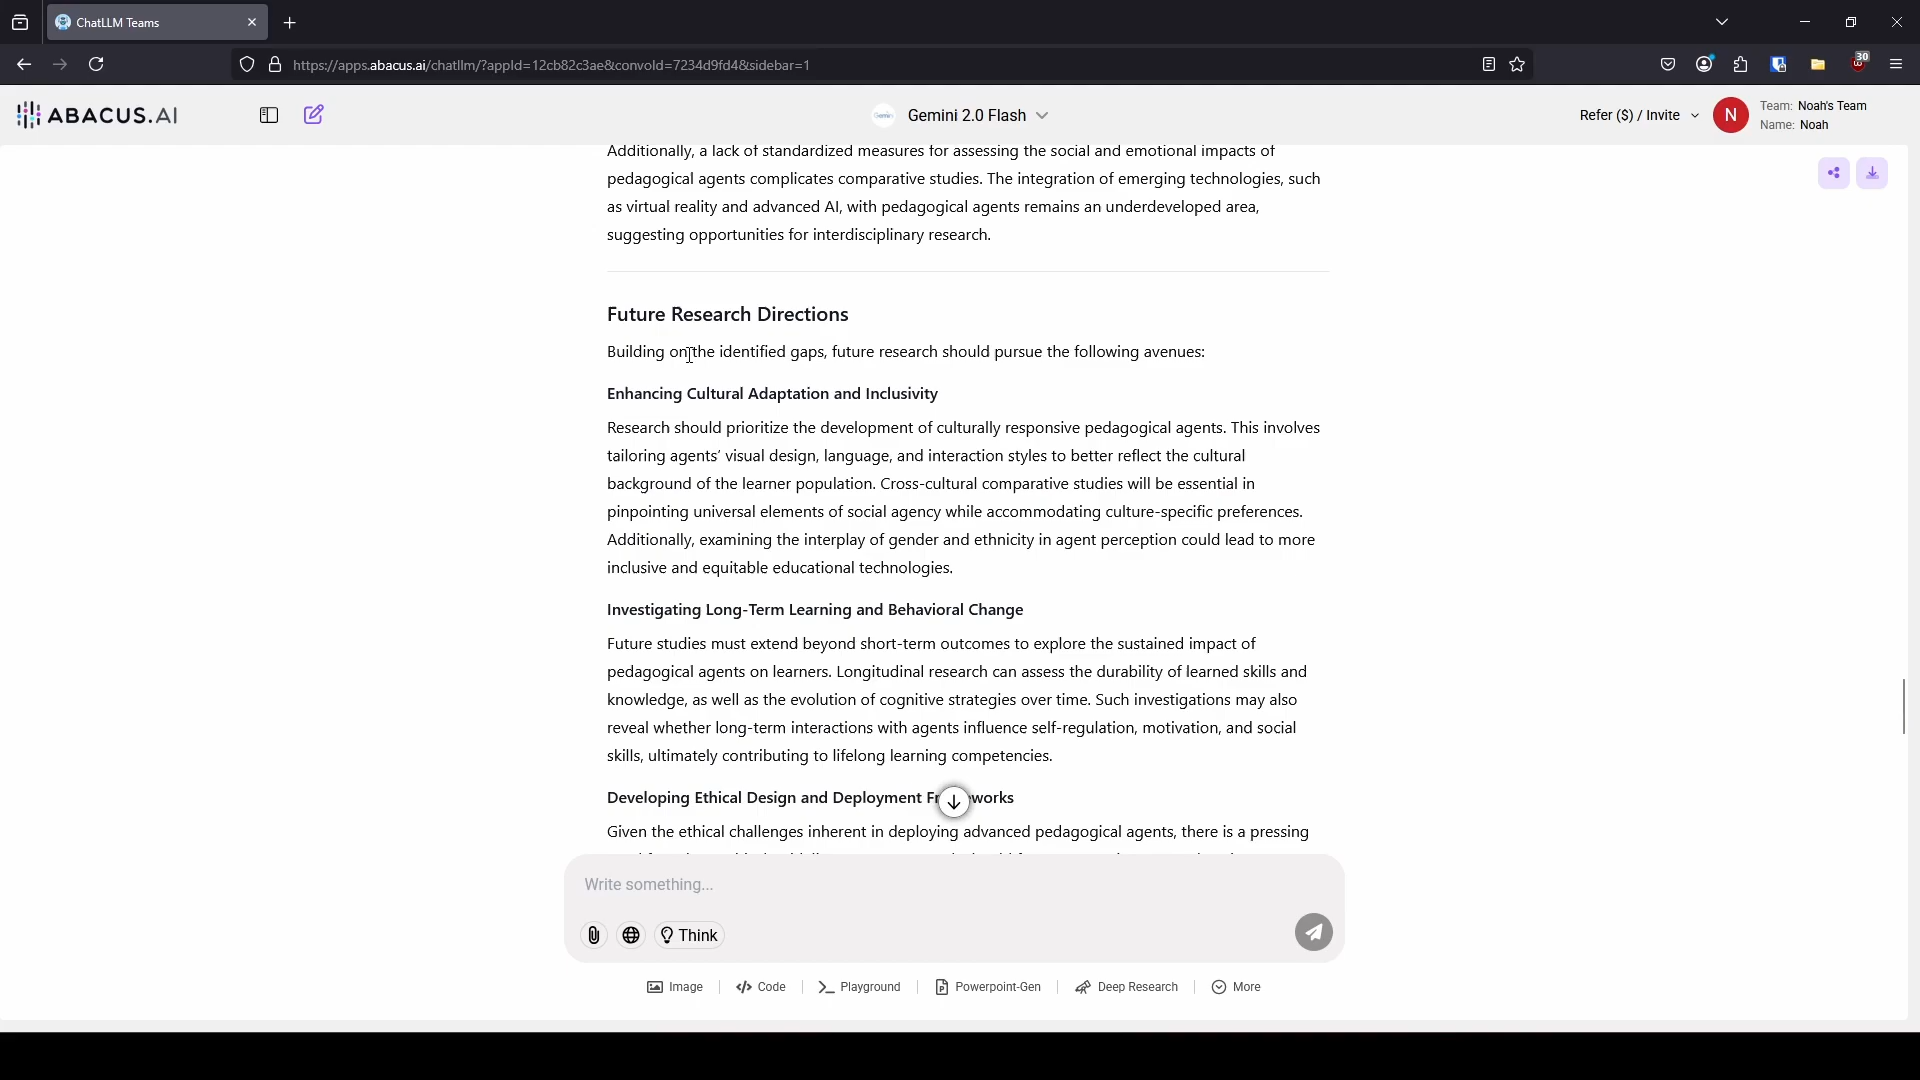 ChatLLM Teams
https://apps.abacus.ai/chatllm/?appId=12cb82c3ae&convoId=7234d9fd4&sidebar=1
30
ABACUS.AI
Gemini 2.0 Flash
Refer ($) / Invite
N
Team: Noah's Team
Name: Noah
Additionally, a lack of standardized measures for assessing the social and emotional impacts of
pedagogical agents complicates comparative studies. The integration of emerging technologies, such
as virtual reality and advanced AI, with pedagogical agents remains an underdeveloped area,
suggesting opportunities for interdisciplinary research.
Future Research Directions
Building on the identified gaps, future research should pursue the following avenues:
Enhancing Cultural Adaptation and Inclusivity
Research should prioritize the development of culturally responsive pedagogical agents. This involves
tailoring agents’ visual design, language, and interaction styles to better reflect the cultural
background of the learner population. Cross-cultural comparative studies will be essential in
pinpointing universal elements of social agency while accommodating culture-specific preferences.
Additionally, examining the interplay of gender and ethnicity in agent perception could lead to more
inclusive and equitable educational technologies.
Investigating Long-Term Learning and Behavioral Change
Future studies must extend beyond short-term outcomes to explore the sustained impact of
pedagogical agents on learners. Longitudinal research can assess the durability of learned skills and
knowledge, as well as the evolution of cognitive strategies over time. Such investigations may also
reveal whether long-term interactions with agents influence self-regulation, motivation, and social
skills, ultimately contributing to lifelong learning competencies.
Developing Ethical Design and Deployment
Given the ethical challenges inherent in deploying advanced pedagogical agents, there is a pressing
Write something...
Think
Image
Code
Playground
Powerpoint-Gen
Deep Research
More